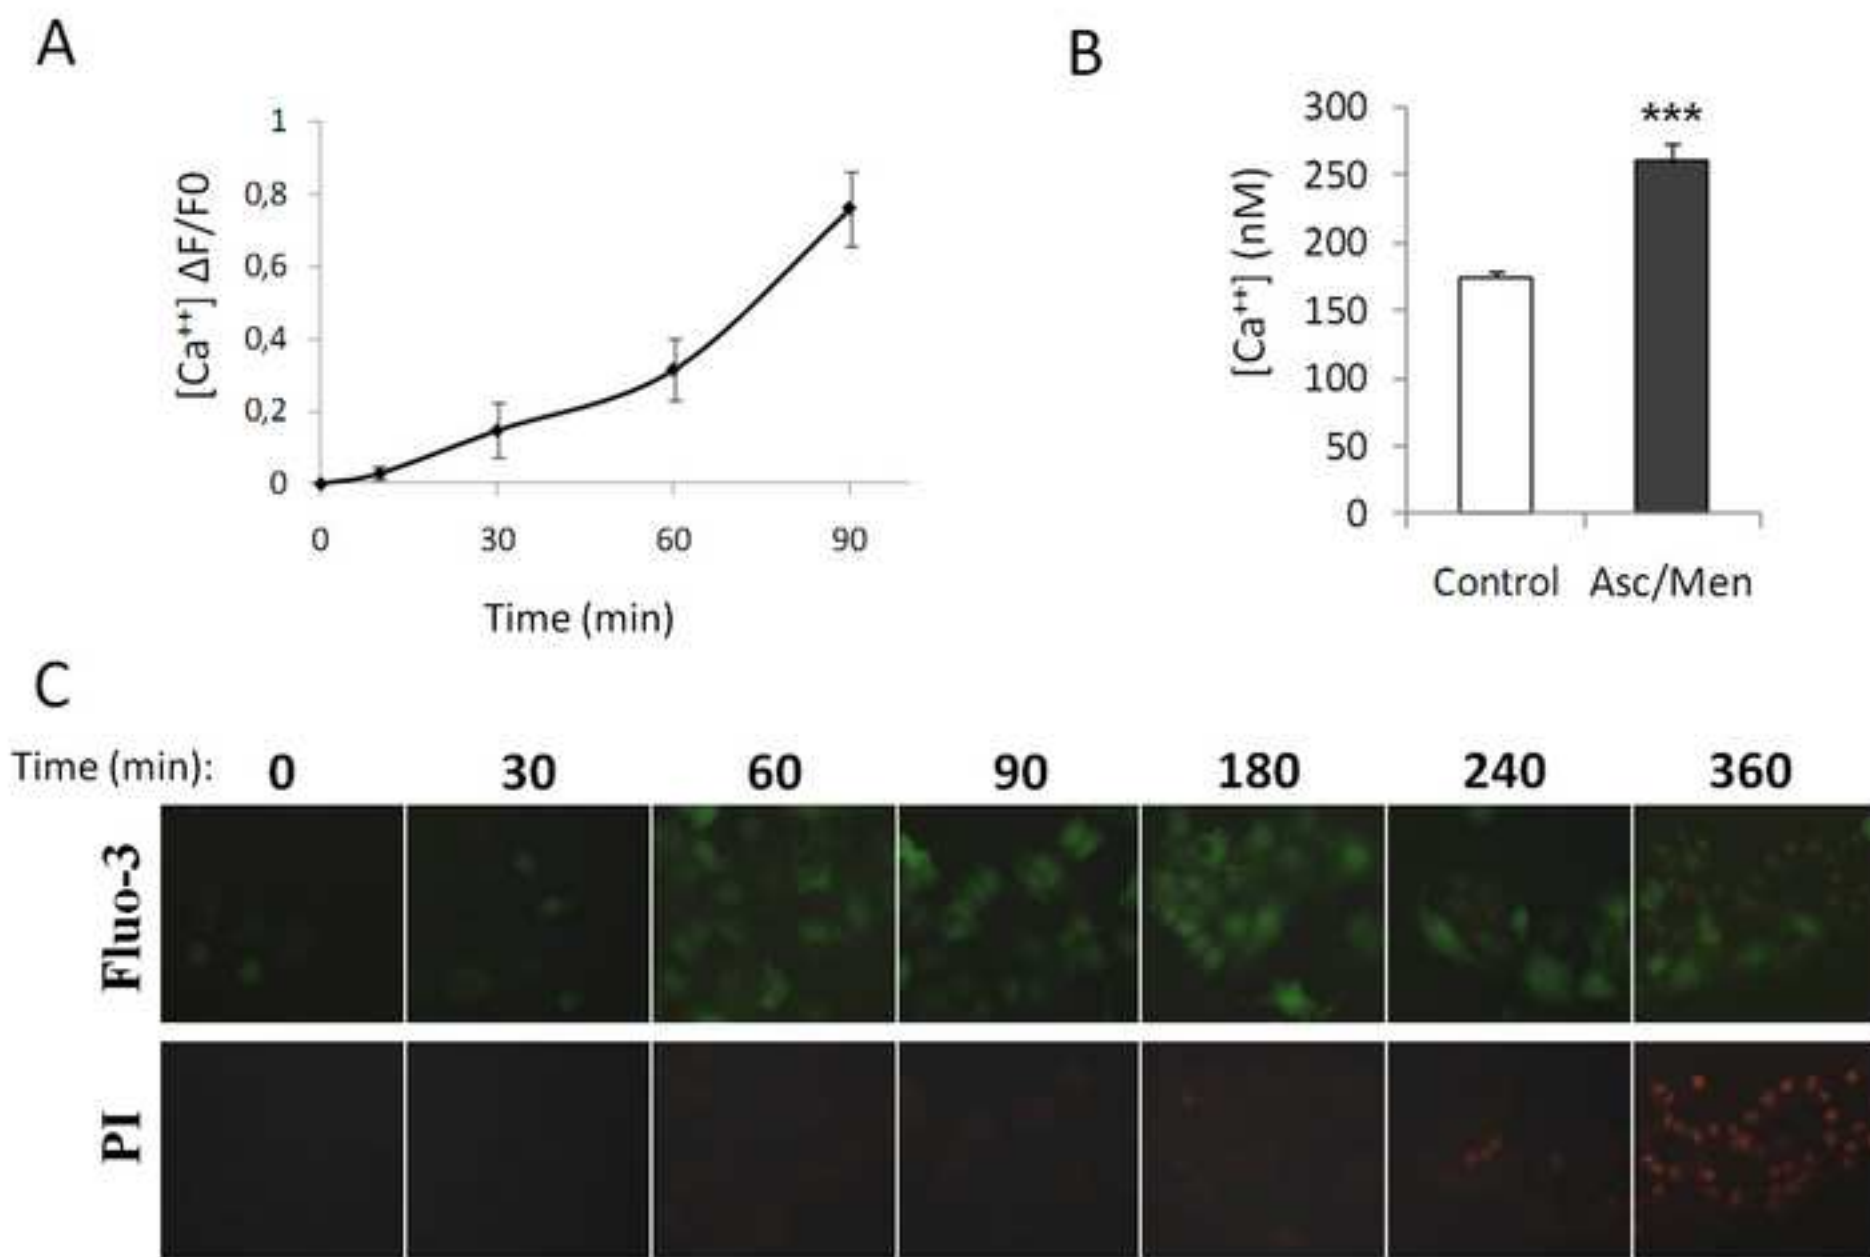 A
1
0,8
0,6
0,4
0,2
0
[Ca⁺⁺] ΔF/F0
0 30 60 90
Time (min)
B
300
250
200
150
100
50
0
[Ca⁺⁺] (nM)
***
Control Asc/Men
C
Time (min): 0 30 60 90 180 240 360
Fluo-3
PI